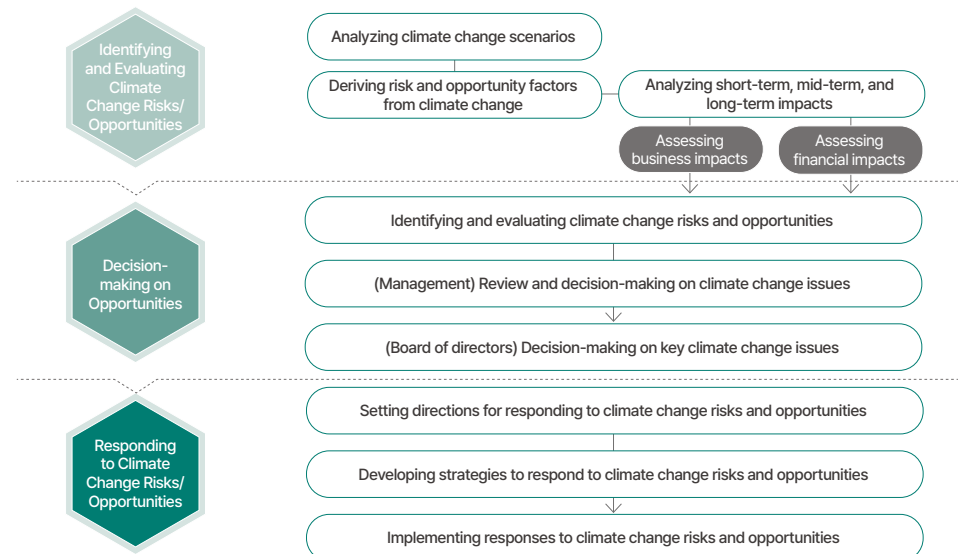 Identifying
and Evaluating
Climate
Change Risks/
Opportunities
Analyzing climate change scenarios
Deriving risk and opportunity factors
from climate change
Analyzing short-term, mid-term, and
long-term impacts
Assessing
business impacts
Assessing
financial impacts
Decision-
making on
Opportunities
Identifying and evaluating climate change risks and opportunities
(Management) Review and decision-making on climate change issues
(Board of directors) Decision-making on key climate change issues
Responding
to Climate
Change Risks/
Opportunities
Setting directions for responding to climate change risks and opportunities
Developing strategies to respond to climate change risks and opportunities
Implementing responses to climate change risks and opportunities